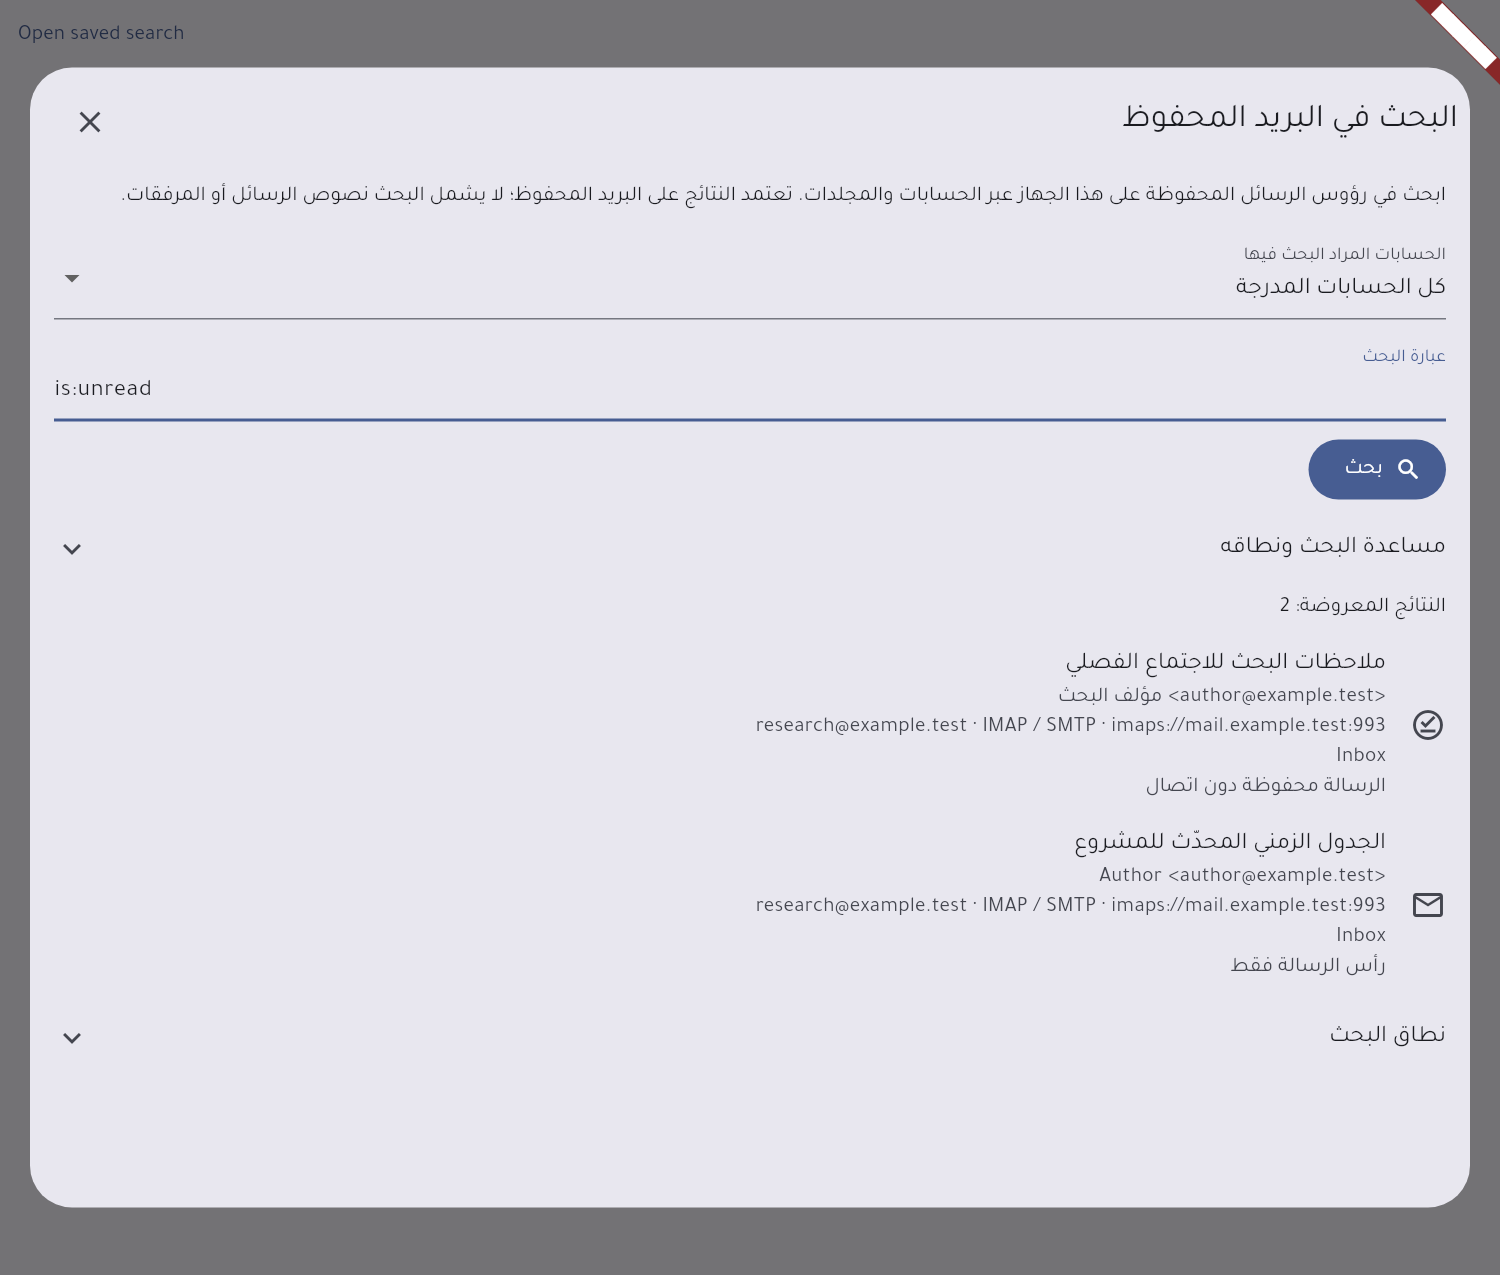 Open saved search
البحث في البريد المحفوظ
ابحث في رؤوس الرسائل المحفوظة على هذا الجهاز عبر الحسابات والمجلدات. تعتمد النتائج على البريد المحفوظ؛ لا يشمل البحث نصوص الرسائل أو المرفقات.
الحسابات المراد البحث فيها
كل الحسابات المدرجة
عبارة البحث
is:unread
بحث
مساعدة البحث ونطاقه
النتائج المعروضة: 2
ملاحظات البحث للاجتماع الفصلي
مؤلف البحث <author@example.test>
research@example.test · IMAP / SMTP · imaps://mail.example.test:993
Inbox
الرسالة محفوظة دون اتصال
الجدول الزمني المحدّث للمشروع
Author <author@example.test>
research@example.test · IMAP / SMTP · imaps://mail.example.test:993
Inbox
رأس الرسالة فقط
نطاق البحث